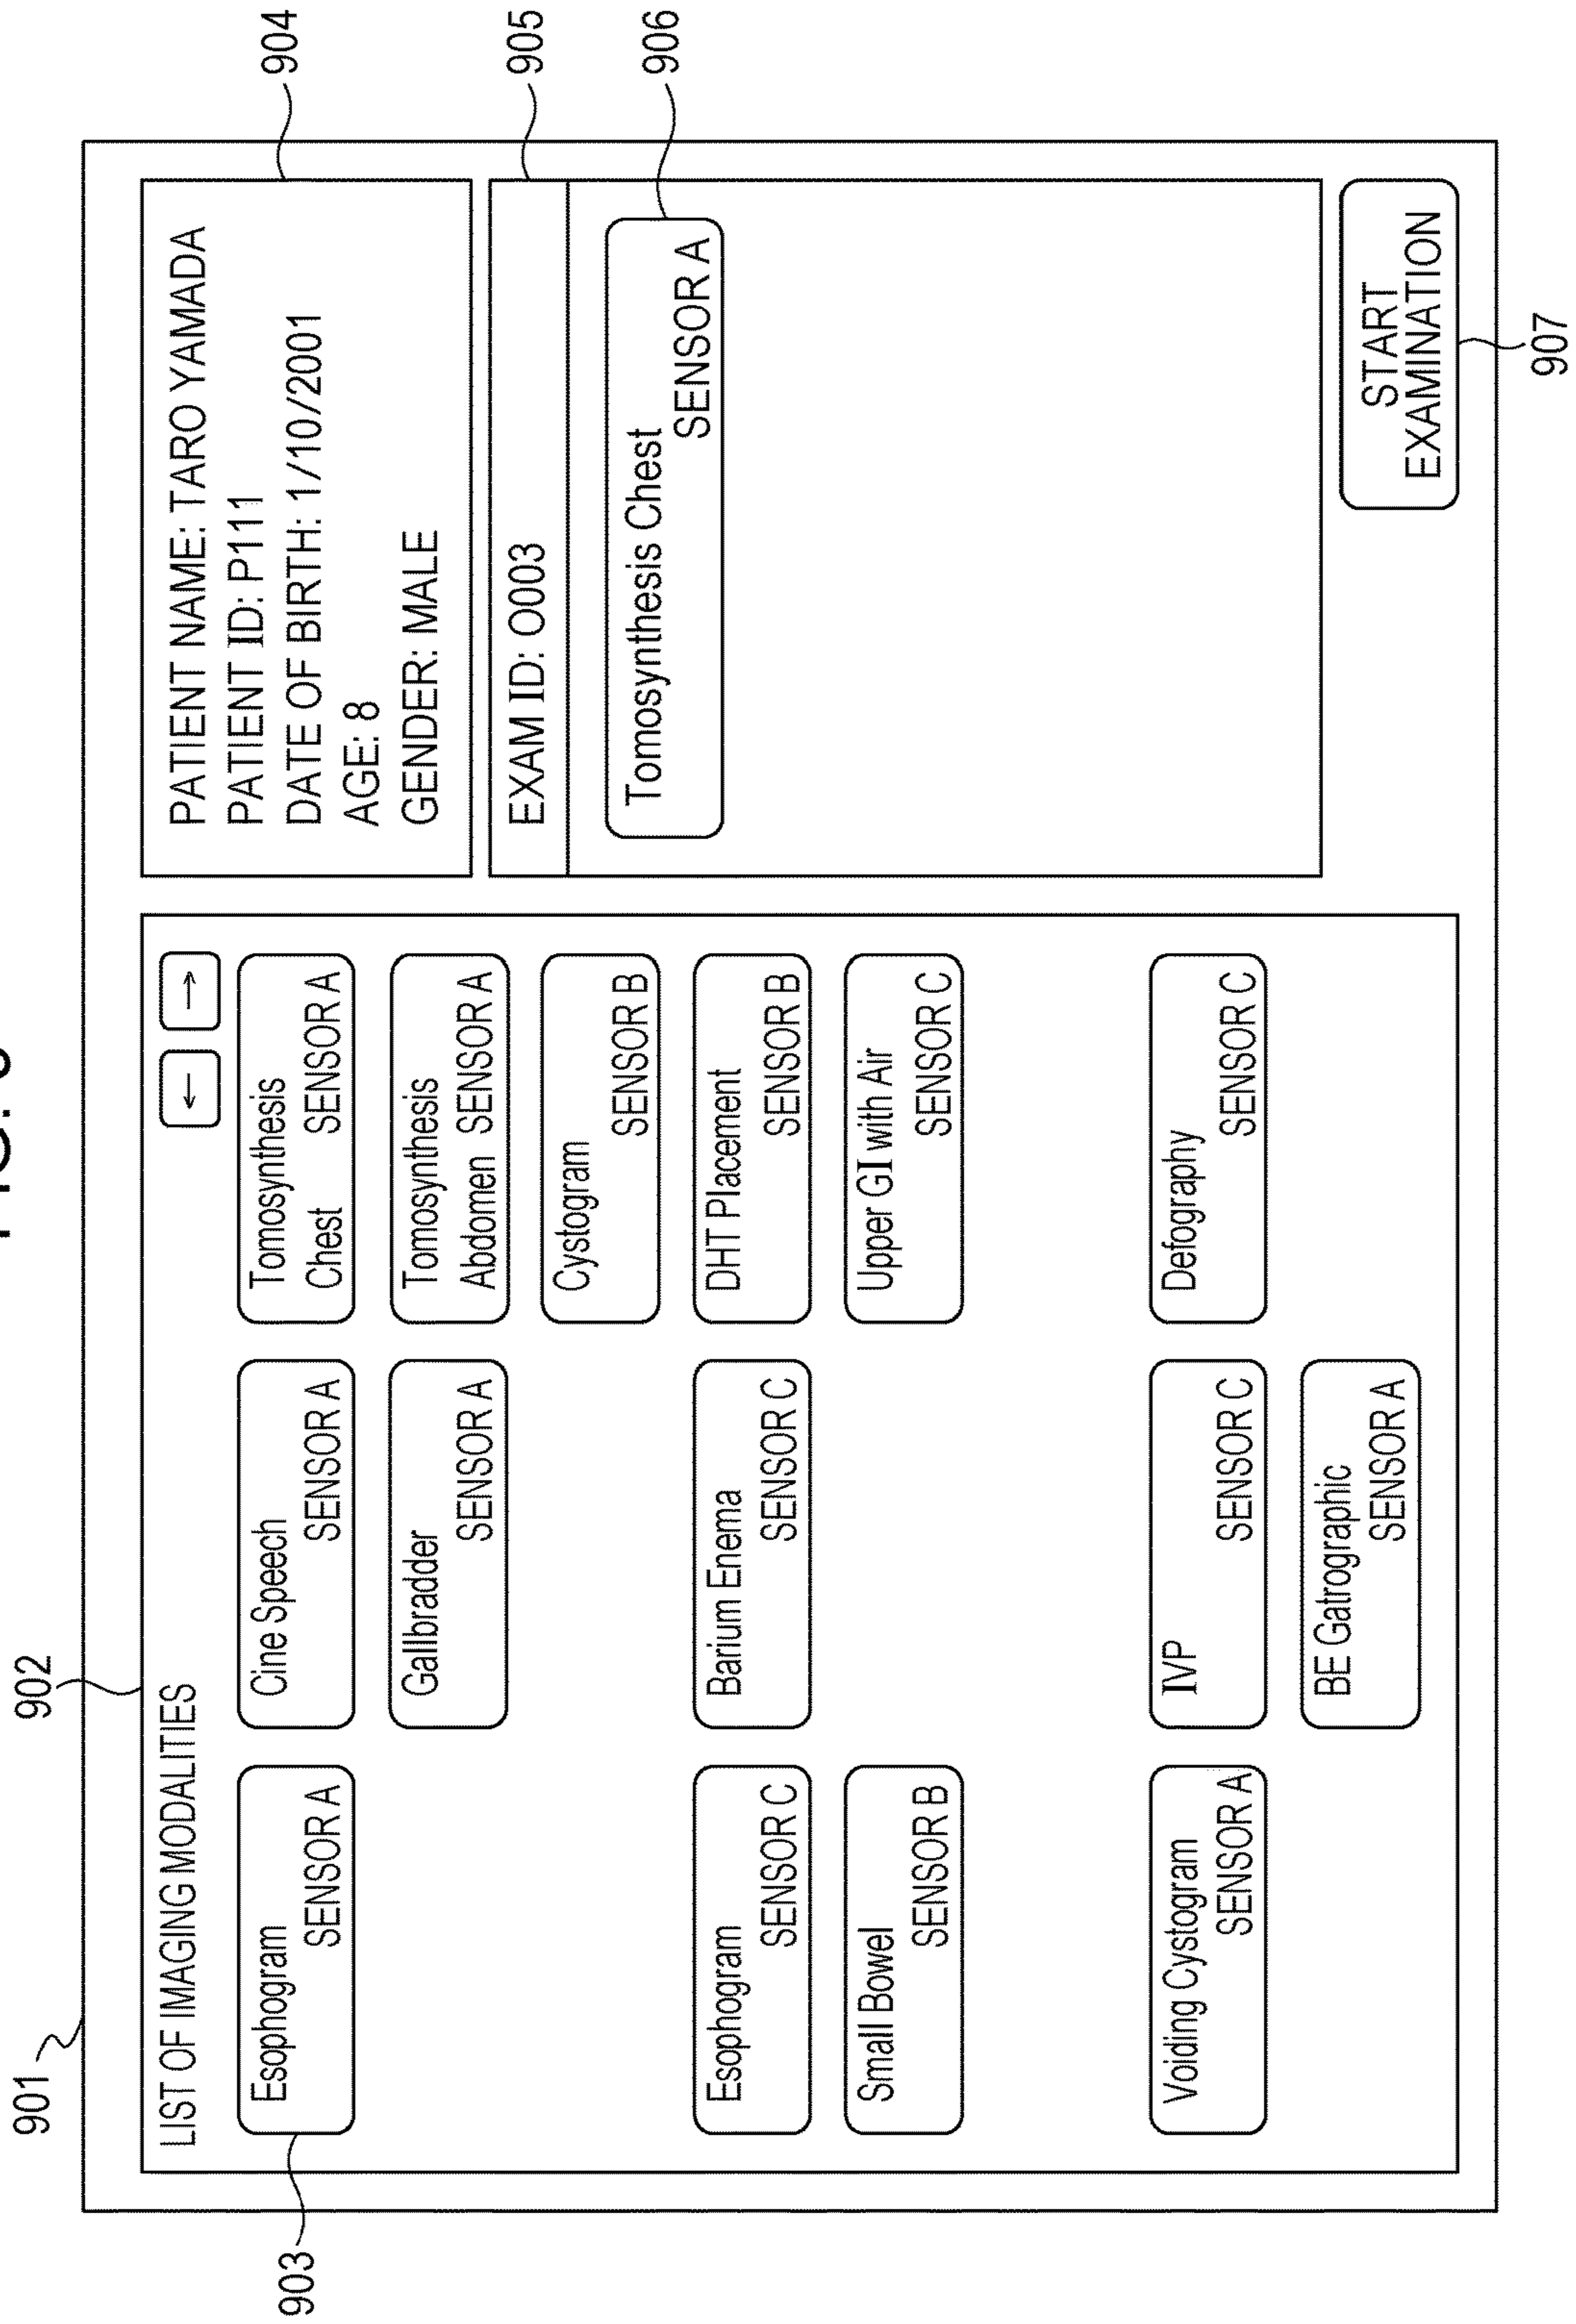 901
902
LIST OF IMAGING MODALITIES
← →
903
Esophogram
SENSOR A
Cine Speech
SENSOR A
Tomosynthesis
Chest SENSOR A
Gallbradder
SENSOR A
Tomosynthesis
Abdomen SENSOR A
Cystogram
SENSOR B
Esophogram
SENSOR C
Barium Enema
SENSOR C
DHT Placement
SENSOR B
Small Bowel
SENSOR B
Upper GI with Air
SENSOR C
Voiding Cystogram
SENSOR A
IVP
SENSOR C
Defography
SENSOR C
BE Gatrographic
SENSOR A
PATIENT NAME: TARO YAMADA
PATIENT ID: P111
DATE OF BIRTH: 1/10/2001
AGE: 8
GENDER: MALE
904
EXAM ID: O003
905
Tomosynthesis Chest
SENSOR A
906
START
EXAMINATION
907